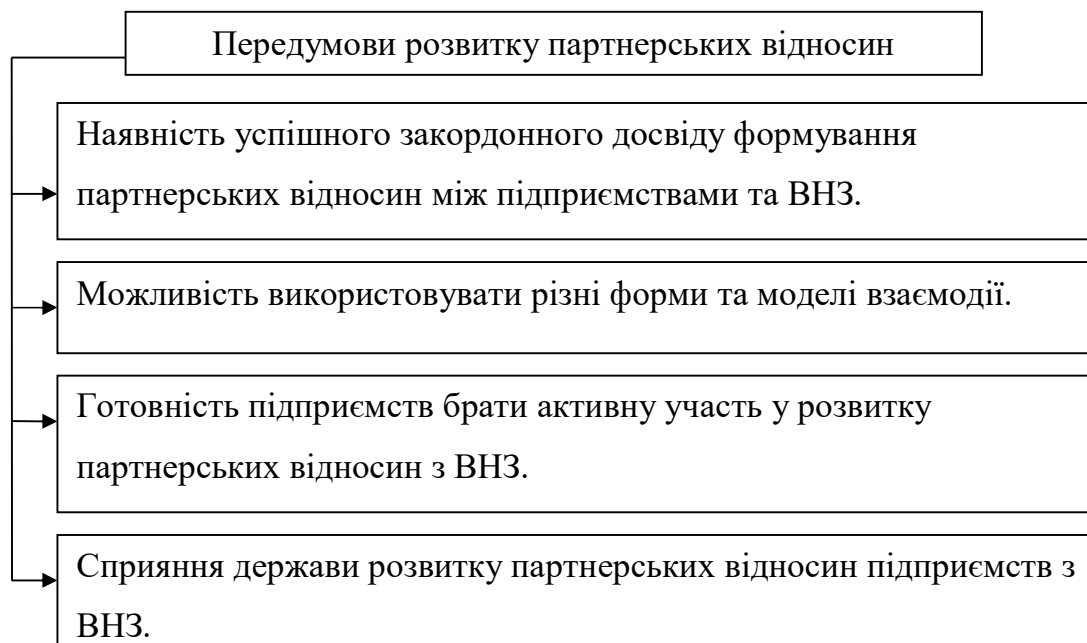 Передумови розвитку партнерських відносин
Наявність успішного закордонного досвіду формування
партнерських відносин між підприємствами та ВНЗ.
Можливість використовувати різні форми та моделі взаємодії.
Готовність підприємств брати активну участь у розвитку
партнерських відносин з ВНЗ.
Сприяння держави розвитку партнерських відносин підприємств з
ВНЗ.